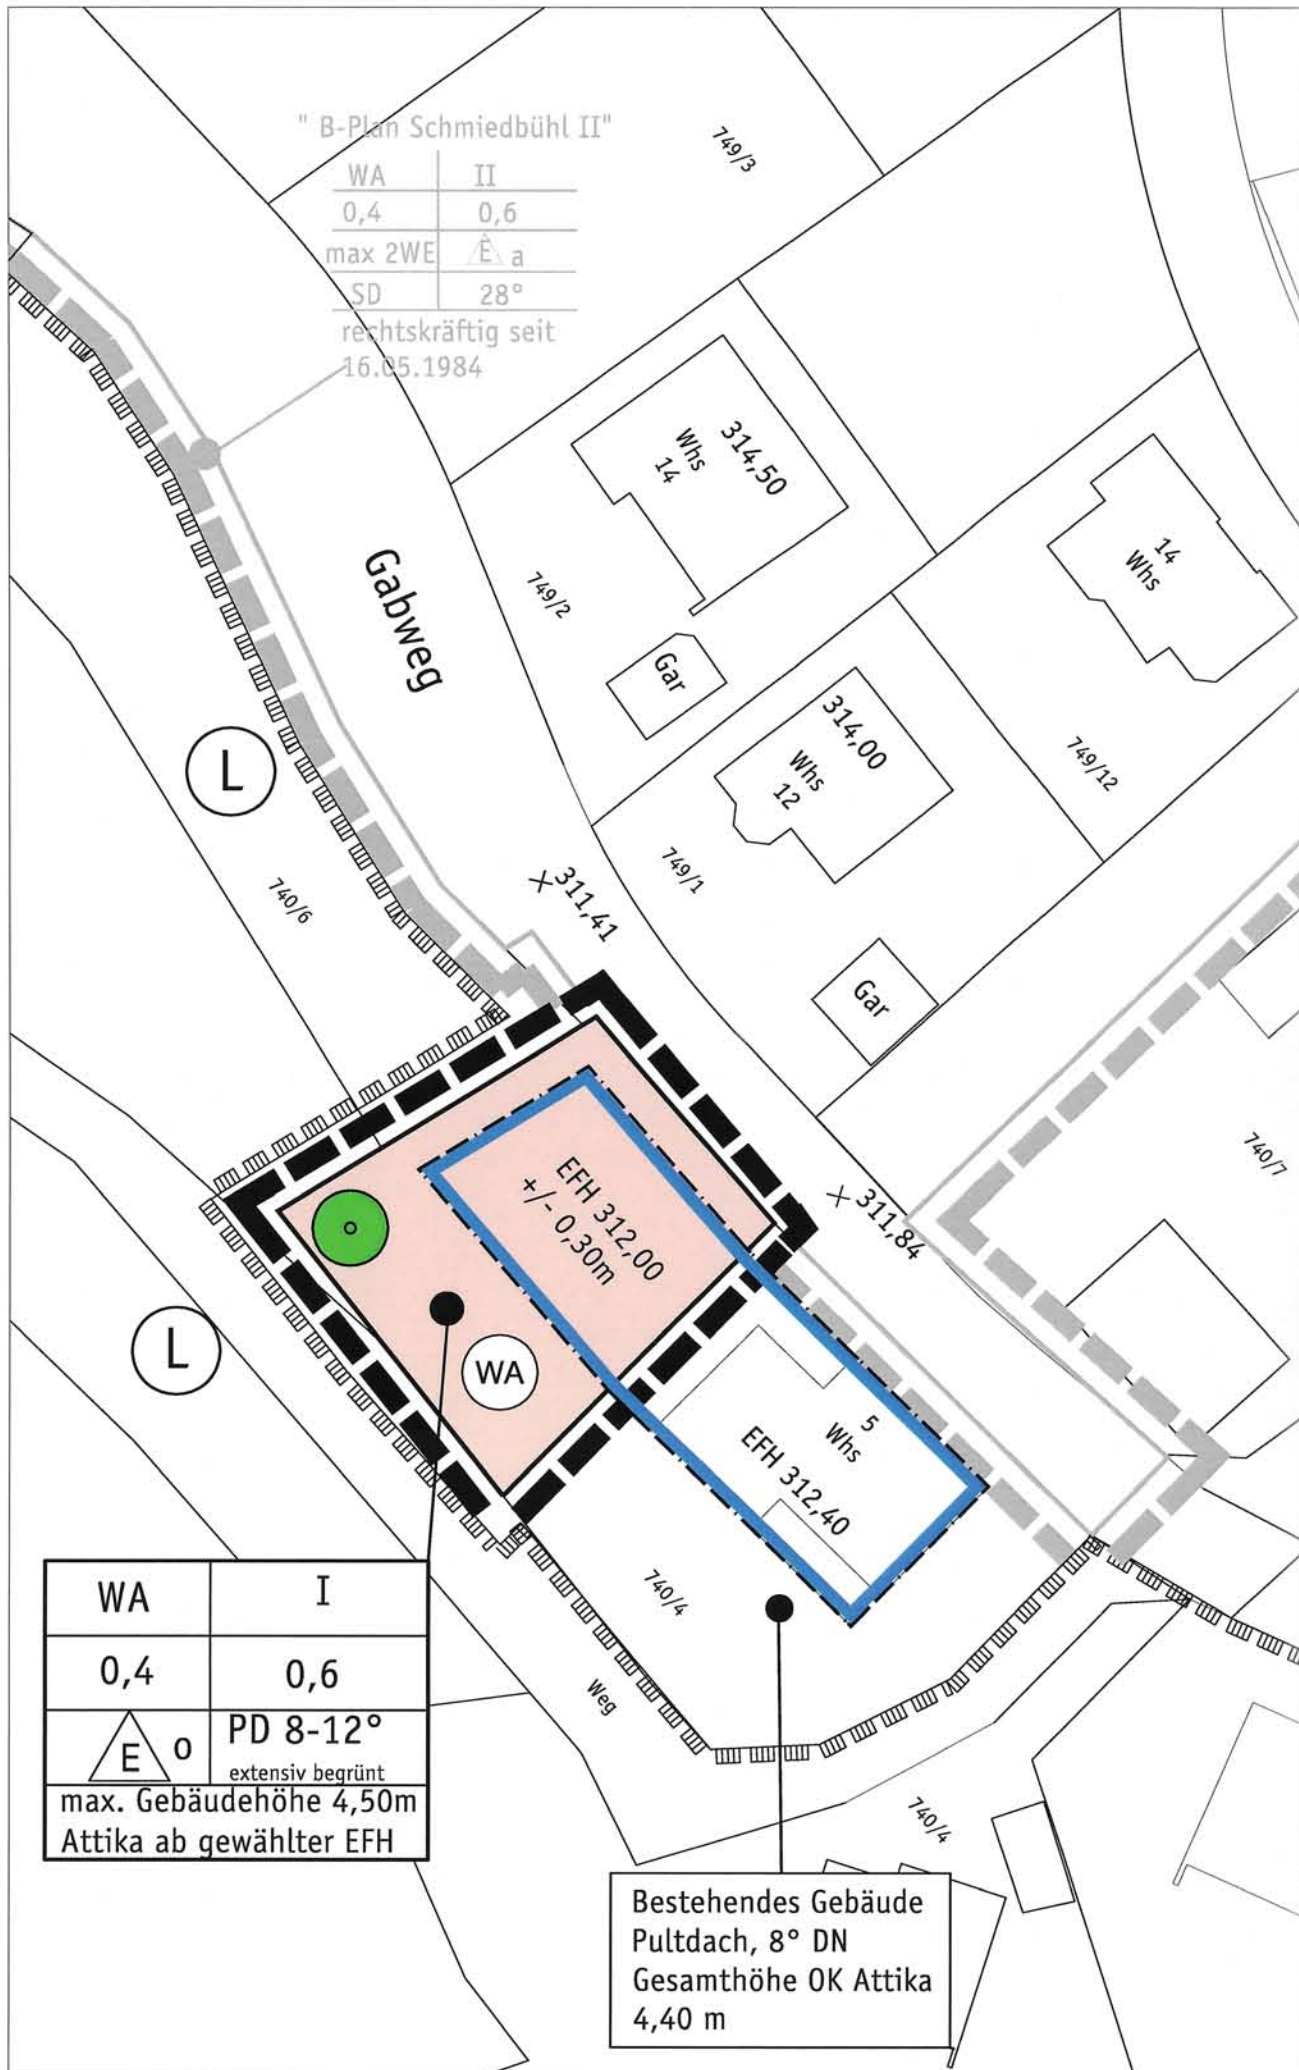 " B-Plan Schmiedbühl II"
WA II
0,4 0,6
max 2WE E a
SD 28°
rechtskräftig seit
16.05.1984
749/3
314,50
Whs
14
14
Whs
749/2
Gabweg
Gar
314,00
Whs
12
749/12
L
749/1
740/6
311,41
Gar
740/7
EFH 312,00
+/- 0,30m
311,84
L
WA
5
Whs
EFH 312,40
740/4
Weg
WA I
0,4 0,6
E o PD 8-12°
extensiv begrünt
max. Gebäudehöhe 4,50m
Attika ab gewählter EFH
740/4
Bestehendes Gebäude
Pultdach, 8° DN
Gesamthöhe OK Attika
4,40 m